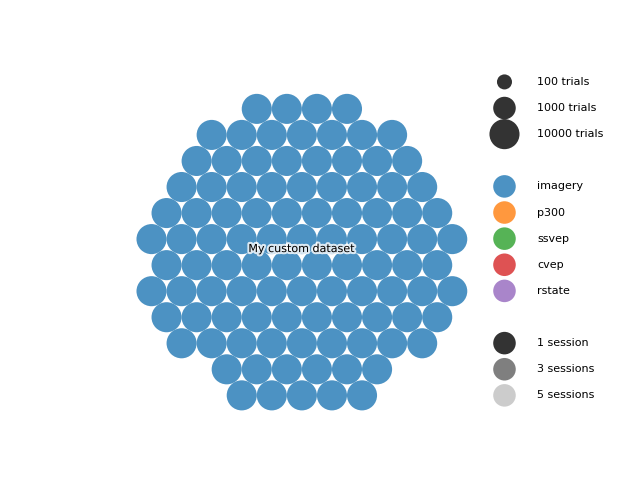 100 trials
1000 trials
10000 trials
imagery
p300
ssvep
My custom dataset
cvep
rstate
1 session
3 sessions
5 sessions